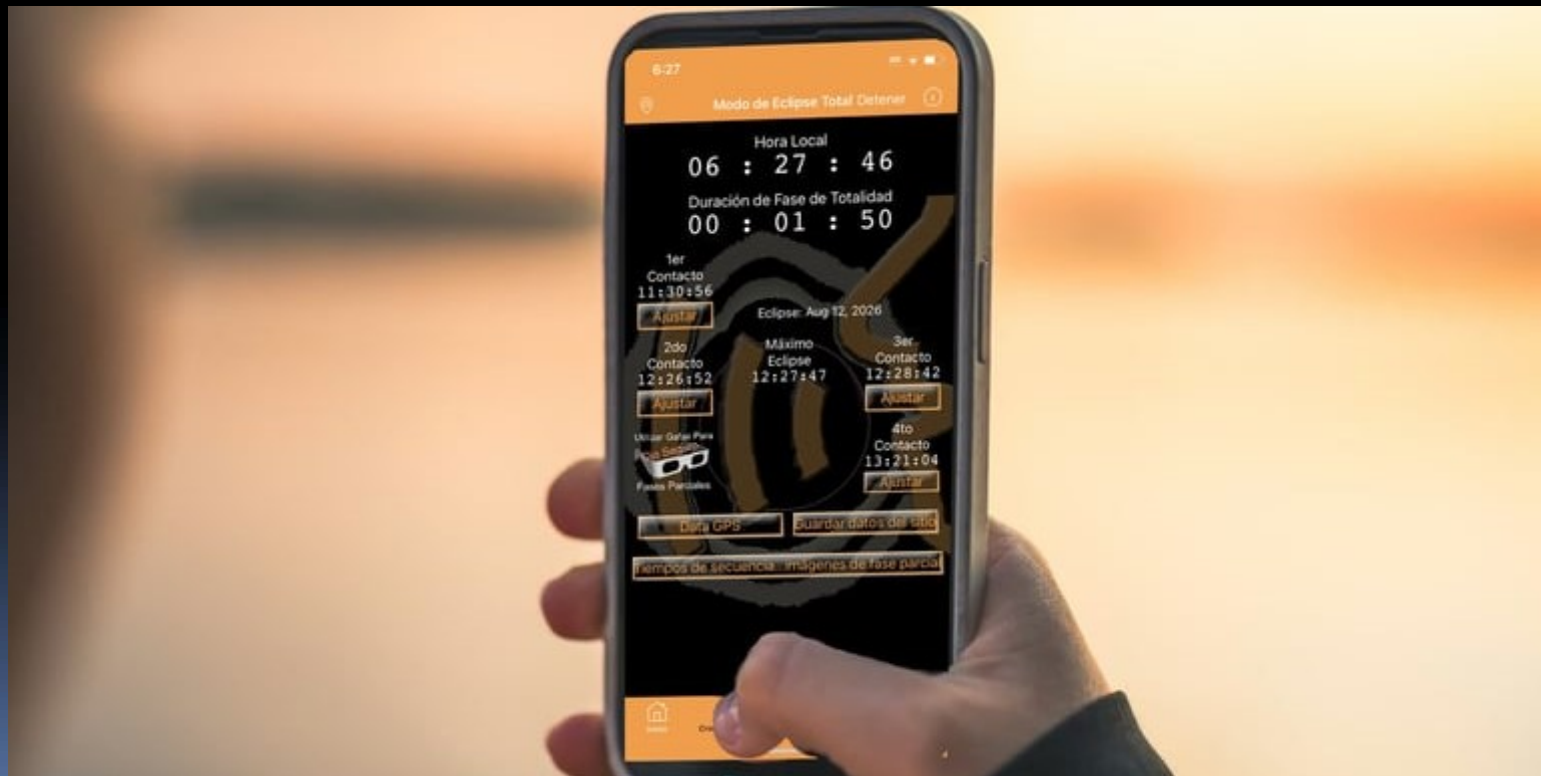 6:27
Modo de Eclipse Total Detener
Hora Local
06 : 27 : 46
Duración de Fase de Totalidad
00 : 01 : 50
1er
Contacto
11:30:56
Ajustar
Eclipse: Aug 12, 2026
2do
Contacto
12:26:52
Ajustar
Máximo
Eclipse
12:27:47
3er
Contacto
12:28:42
Ajustar
Utilizar Gafas Para
Fases Parciales
4to
Contacto
13:21:04
Ajustar
Data GPS
Guardar datos del sitio
Tiempos de secuencia : imágenes de fase parcial